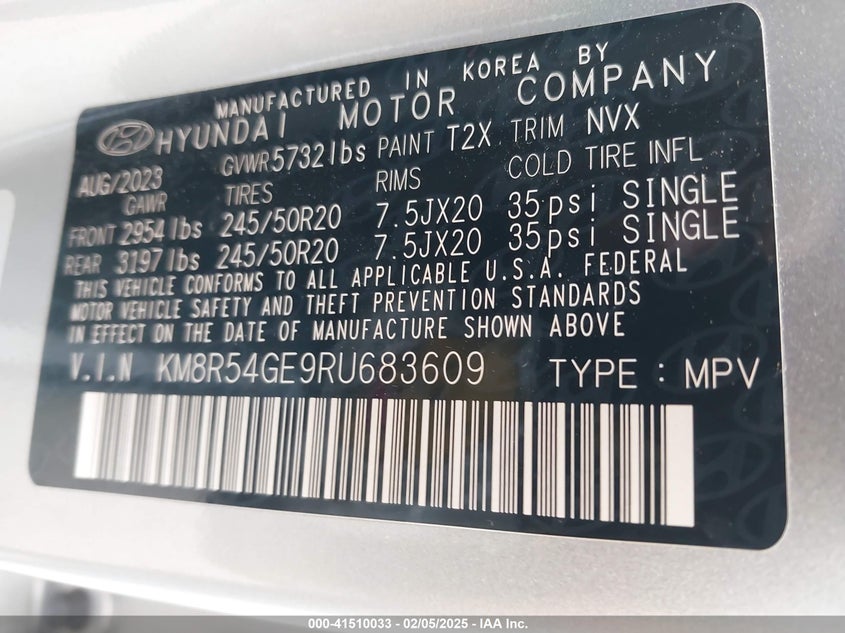 MANUFACTURED IN KOREA BY
HYUNDAI MOTOR COMPANY
AUG/2023 GVWR 5732lbs PAINT T2X TRIM NVX
GAWR TIRES RIMS COLD TIRE INFL
FRONT 2954lbs 245/50R20 7.5JX20 35psi SINGLE
REAR 3197lbs 245/50R20 7.5JX20 35psi SINGLE
THIS VEHICLE CONFORMS TO ALL APPLICABLE U.S.A. FEDERAL
MOTOR VEHICLE SAFETY AND THEFT PREVENTION STANDARDS
IN EFFECT ON THE DATE OF MANUFACTURE SHOWN ABOVE
V.I.N KM8R54GE9RU683609 TYPE : MPV
000-41510033 — 02/05/2025 — IAA Inc.